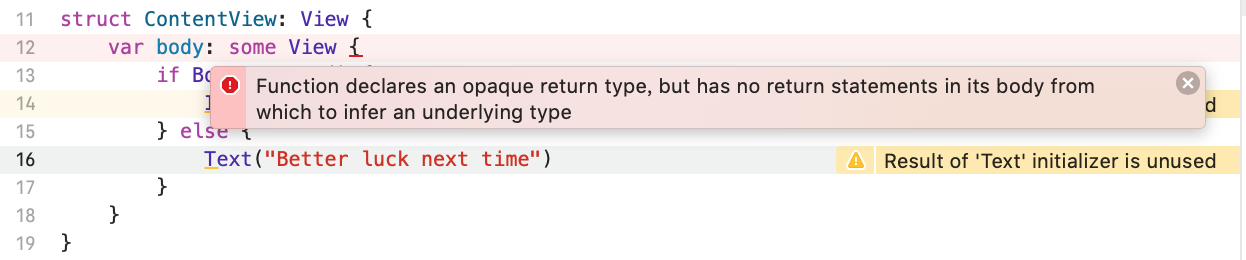 11 struct ContentView: View {
12 var body: some View {
13 if
Function declares an opaque return type, but has no return statements in its body from
which to infer an underlying type
14
15 } else {
16 Text("Better luck next time")
Result of 'Text' initializer is unused
17 }
18 }
19 }